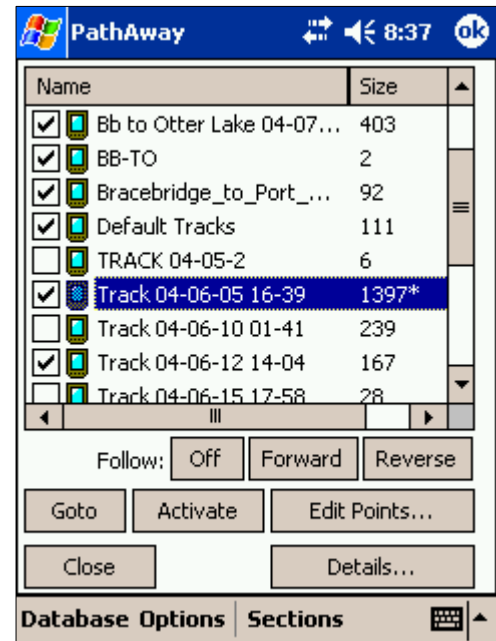 PathAway 8:37 ok
Name Size
Bb to Otter Lake 04-07... 403
BB-TO 2
Bracebridge_to_Port_... 92
Default Tracks 111
TRACK 04-05-2 6
Track 04-06-05 16-39 1397*
Track 04-06-10 01-41 239
Track 04-06-12 14-04 167
Track 04-06-15 17-58 28
Follow: Off Forward Reverse
Goto Activate Edit Points...
Close Details...
Database Options Sections